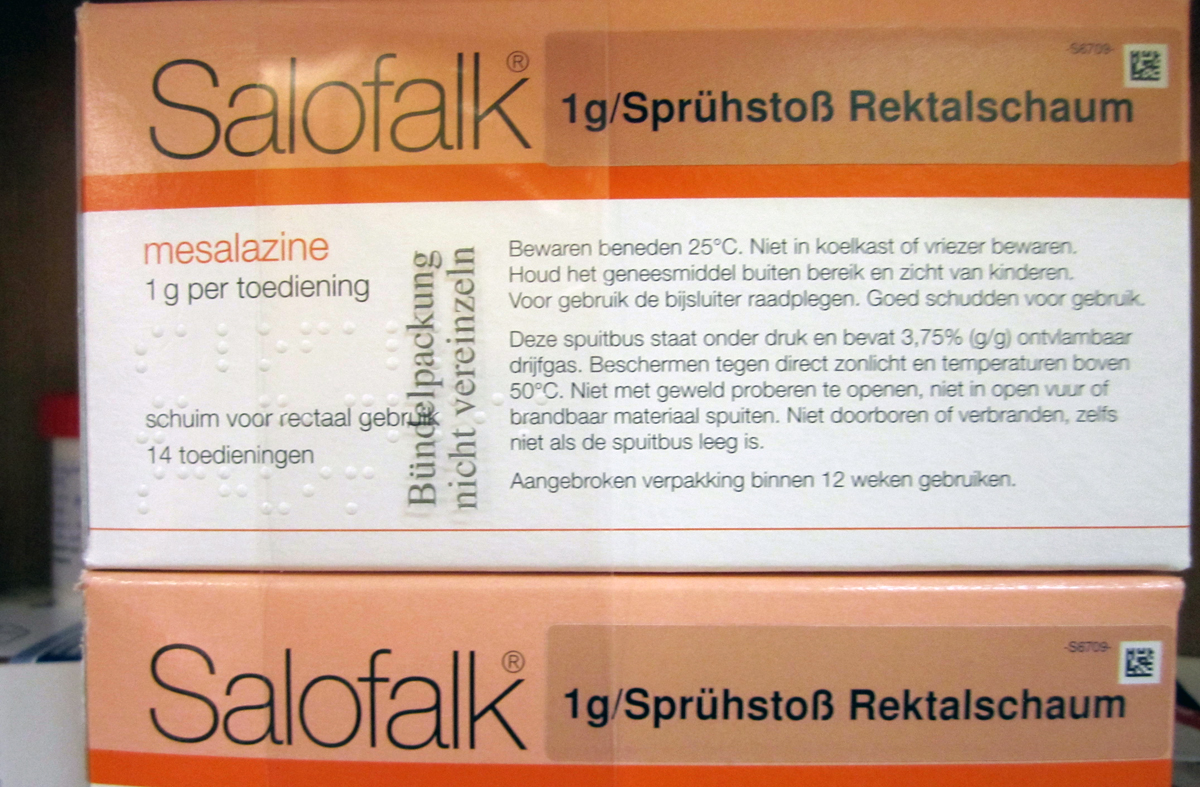 Salofalk®
-S6709-
1g/Sprühstoß Rektalschaum
mesalazine
1 g per toediening
schuim voor rectaal gebruik
14 toedieningen
Bündelpackung
nicht vereinzeln
Bewaren beneden 25°C. Niet in koelkast of vriezer bewaren.
Houd het geneesmiddel buiten bereik en zicht van kinderen.
Voor gebruik de bijsluiter raadplegen. Goed schudden voor gebruik.
Deze spuitbus staat onder druk en bevat 3,75% (g/g) ontvlambaar
drijfgas. Beschermen tegen direct zonlicht en temperaturen boven
50°C. Niet met geweld proberen te openen, niet in open vuur of
brandbaar materiaal spuiten. Niet doorboren of verbranden, zelfs
niet als de spuitbus leeg is.
Aangebroken verpakking binnen 12 weken gebruiken.
Salofalk®
-S6709-
1g/Sprühstoß Rektalschaum